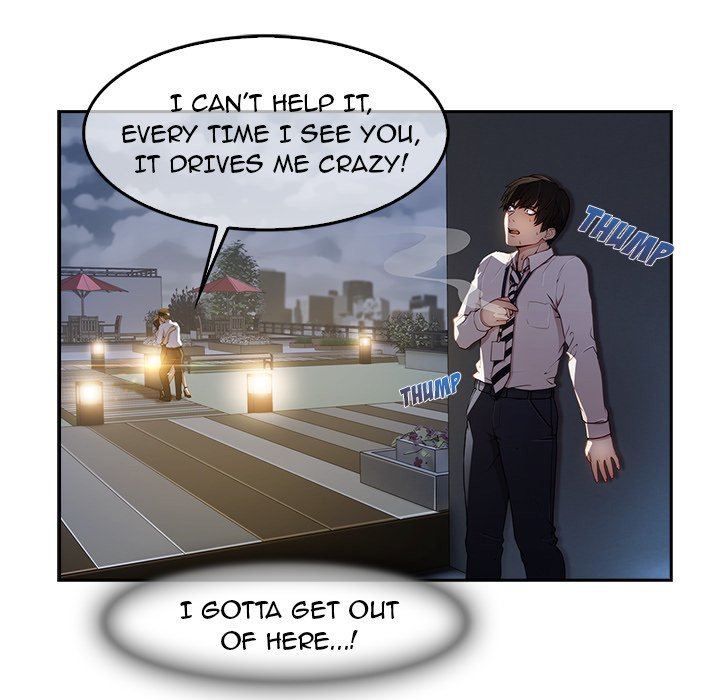 I CAN'T HELP IT,
EVERY TIME I SEE YOU,
IT DRIVES ME CRAZY!
THUMP
THUMP
I GOTTA GET OUT
OF HERE...!